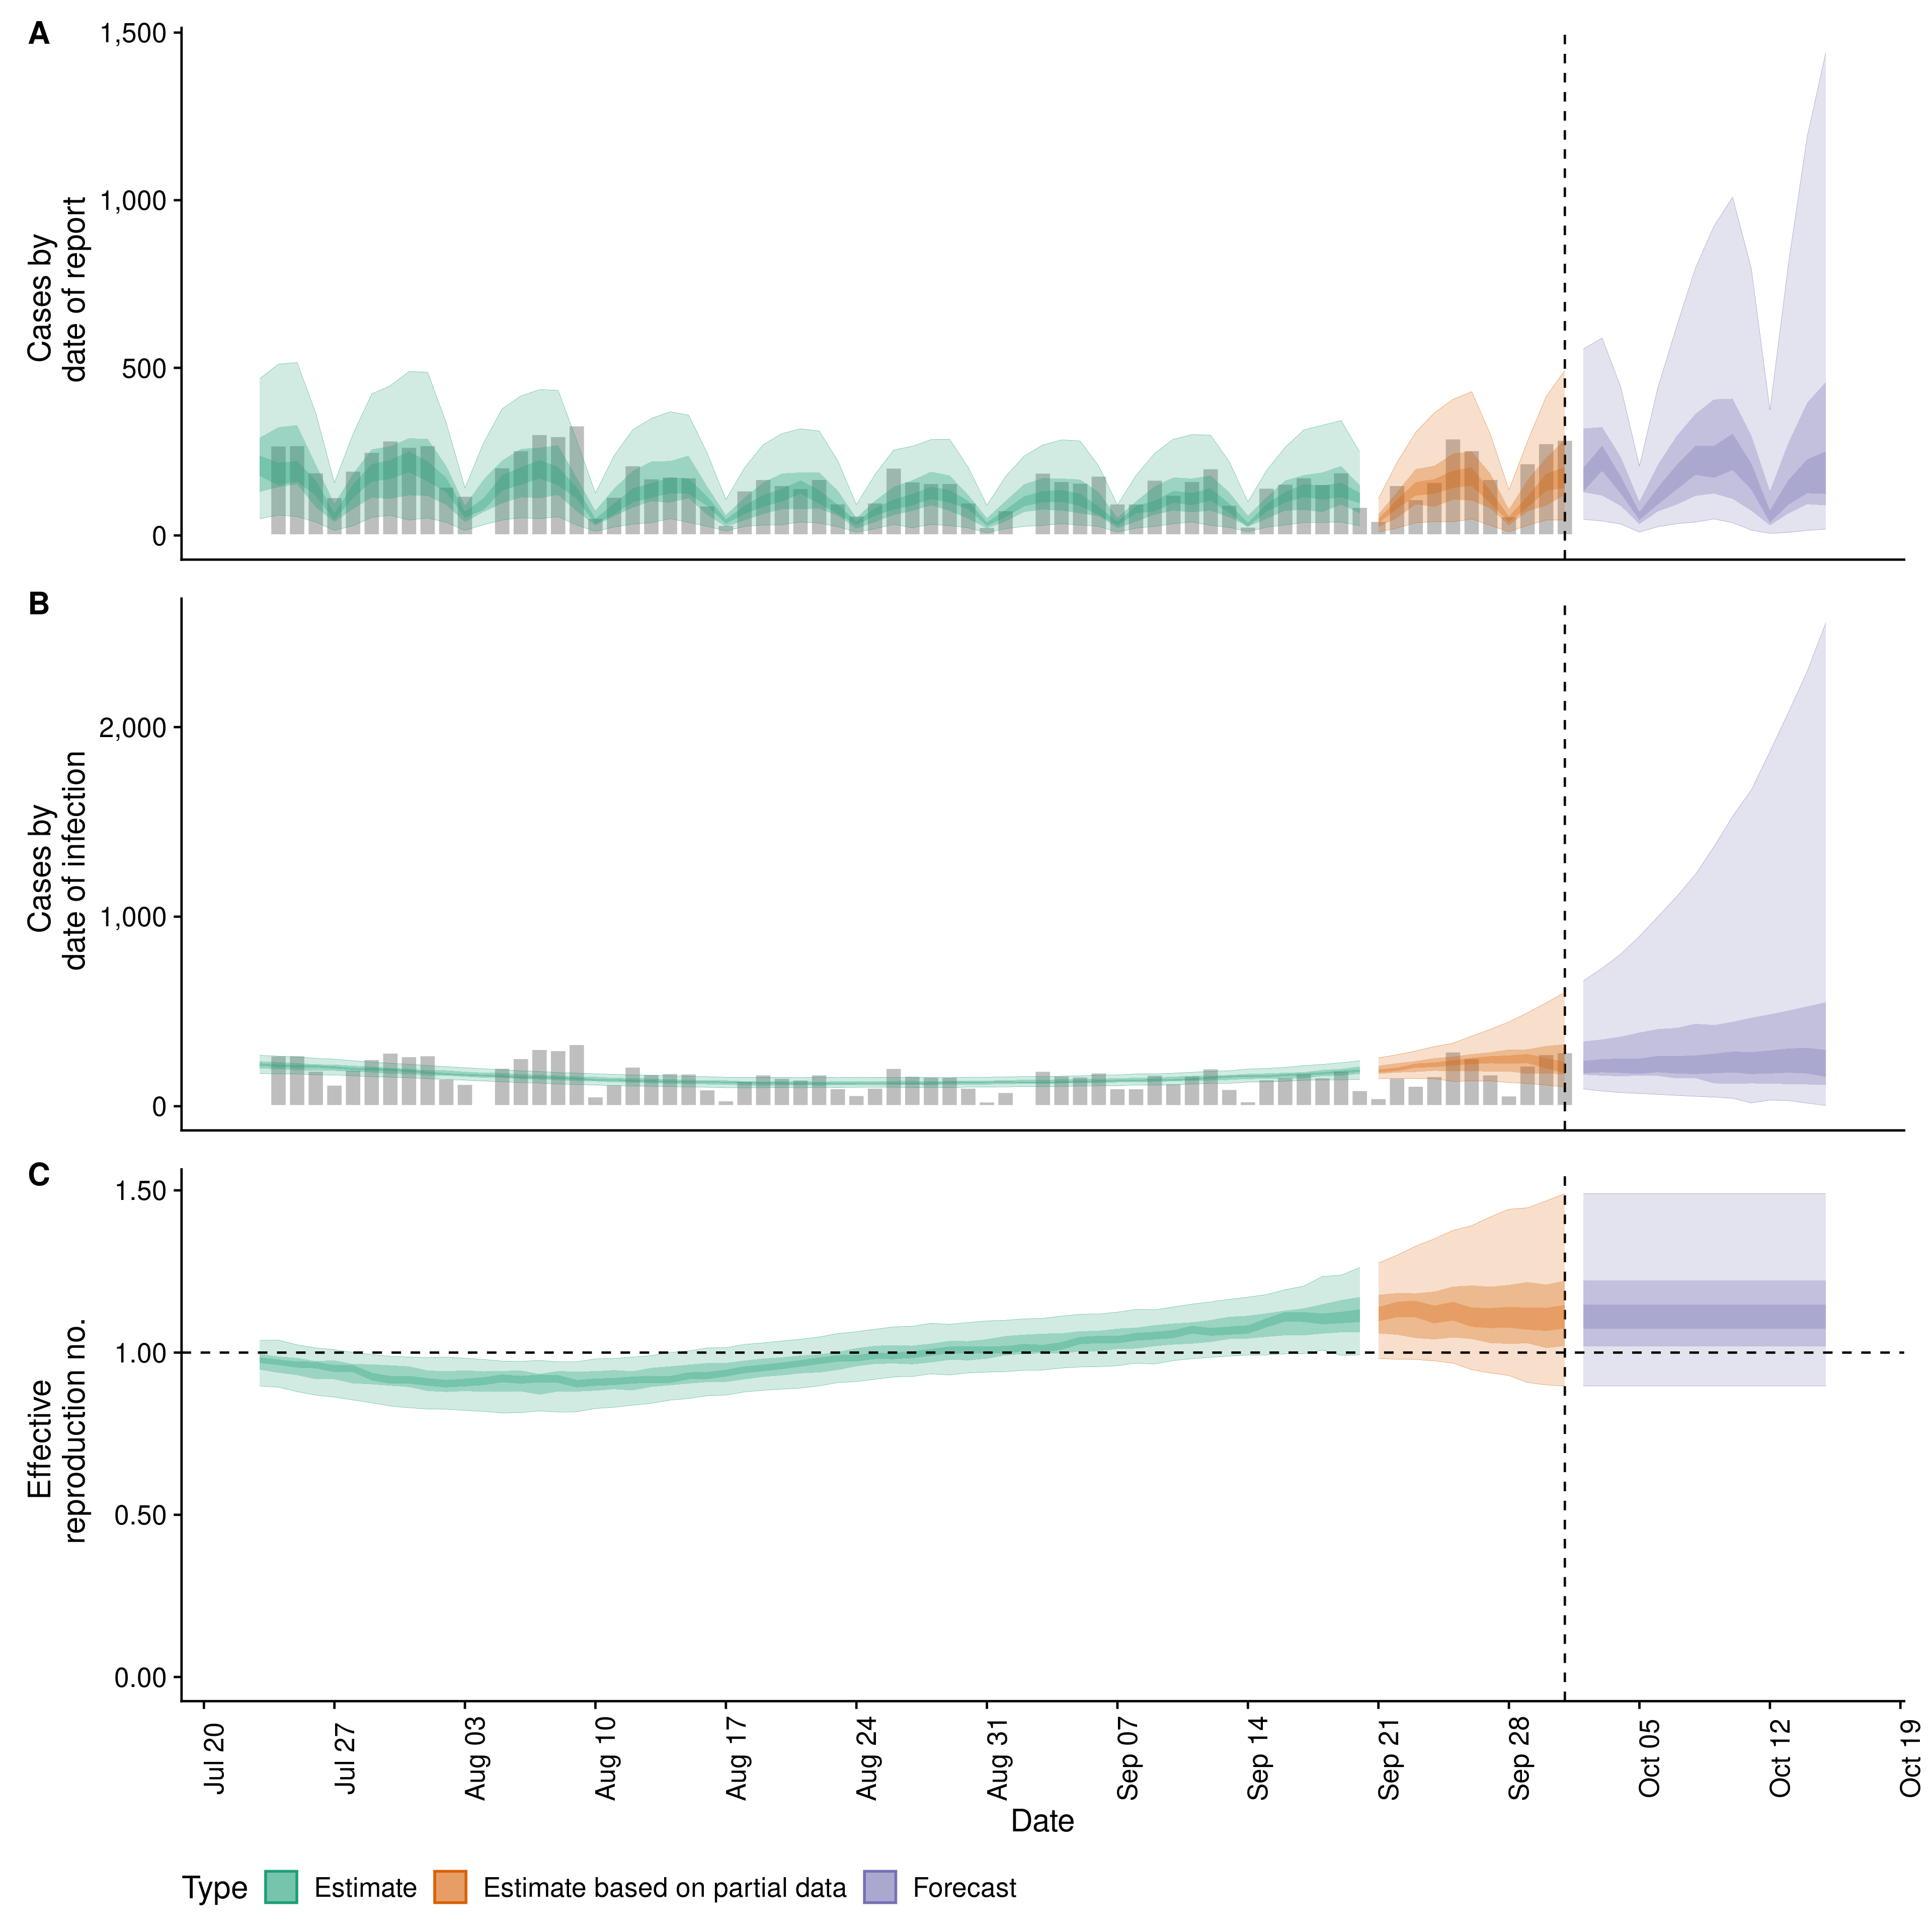 A
1,500
1,000
500
0
Cases by
date of report
B
2,000
1,000
0
Cases by
date of infection
C
1.50
1.00
0.50
0.00
Effective
reproduction no.
Jul 20
Jul 27
Aug 03
Aug 10
Aug 17
Aug 24
Aug 31
Sep 07
Sep 14
Sep 21
Sep 28
Oct 05
Oct 12
Oct 19
Date
Type Estimate Estimate based on partial data Forecast